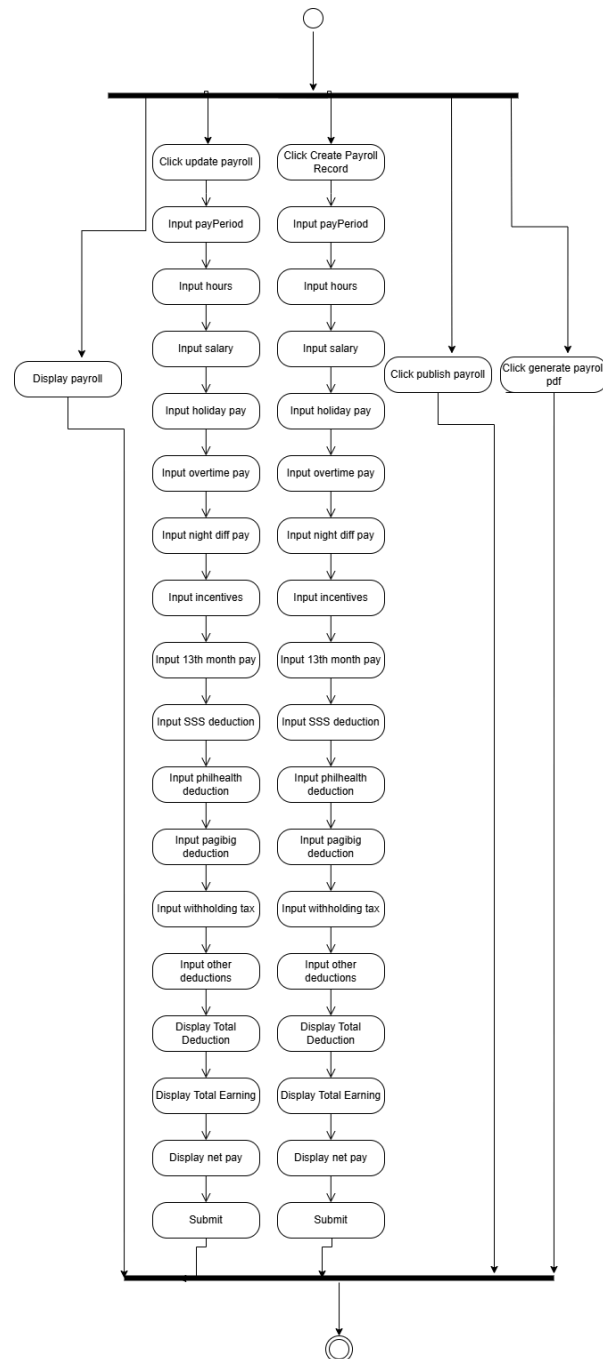 Click update payroll
Click Create Payroll
Record
Input payPeriod
Input payPeriod
Input hours
Input hours
Input salary
Input salary
Display payroll
Click publish payroll
Click generate payroll
pdf
Input holiday pay
Input holiday pay
Input overtime pay
Input overtime pay
Input night diff pay
Input night diff pay
Input incentives
Input incentives
Input 13th month pay
Input 13th month pay
Input SSS deduction
Input SSS deduction
Input philhealth
deduction
Input philhealth
deduction
Input pagibig
deduction
Input pagibig
deduction
Input withholding tax
Input withholding tax
Input other
deductions
Input other
deductions
Display Total
Deduction
Display Total
Deduction
Display Total Earning
Display Total Earning
Display net pay
Display net pay
Submit
Submit